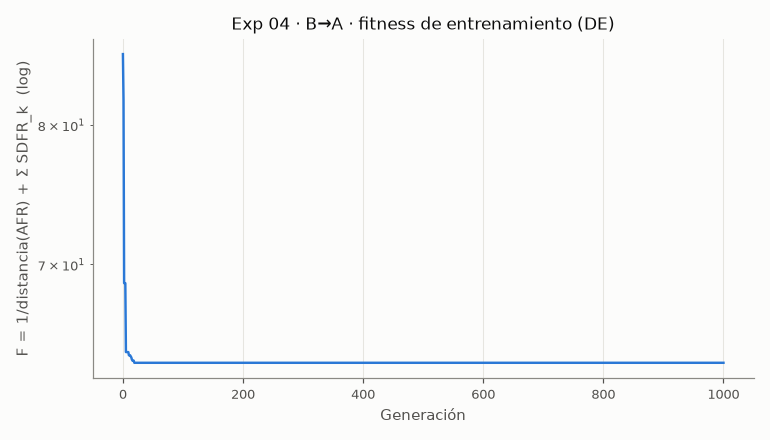 Exp 04 · B→A · fitness de entrenamiento (DE)
F = 1/distancia(AFR) + Σ SDFR_k (log)
8 × 10¹
7 × 10¹
0 200 400 600 800 1000
Generación